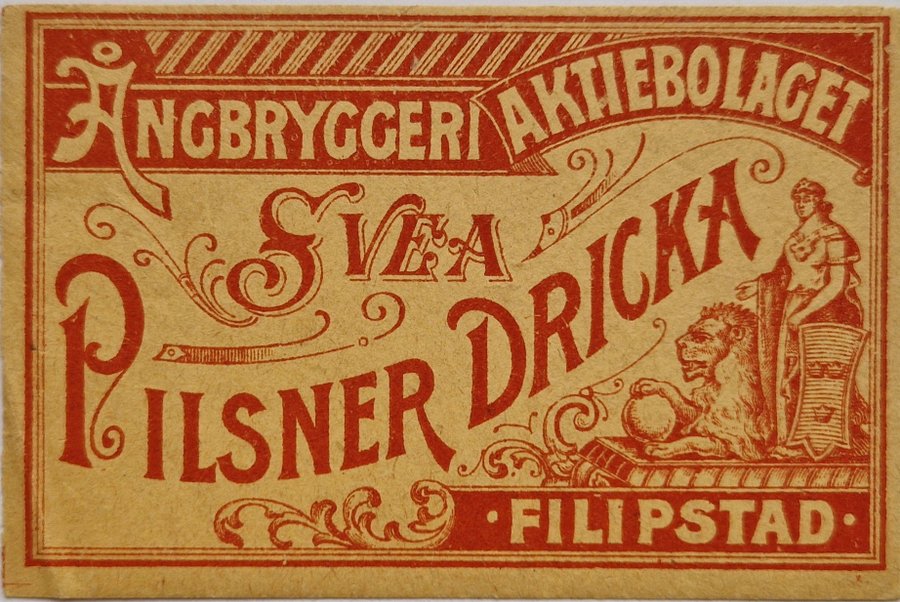 ÅNGBRYGGERI AKTIEBOLAGET
SVEA
PILSNER DRICKA
·FILIPSTAD·